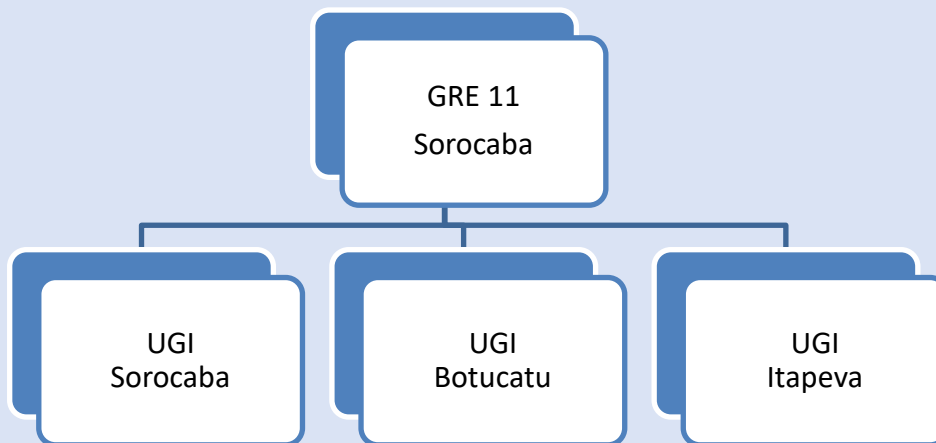 GRE 11
Sorocaba
UGI
Sorocaba
UGI
Botucatu
UGI
Itapeva